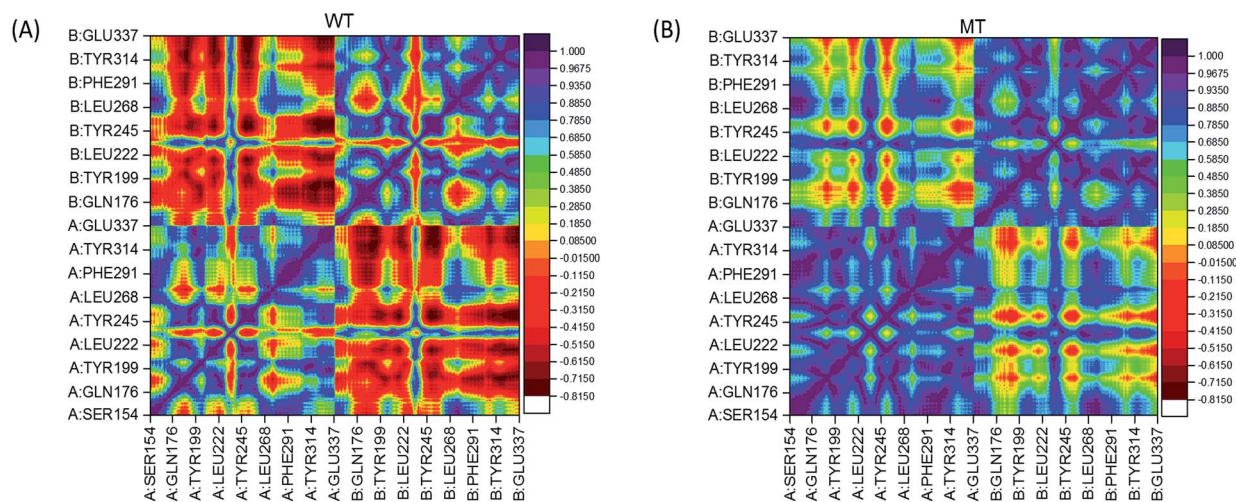 (A)
WT
B:GLU337
B:TYR314
B:PHE291
B:LEU268
B:TYR245
B:LEU222
B:TYR199
B:GLN176
A:GLU337
A:TYR314
A:PHE291
A:LEU268
A:TYR245
A:LEU222
A:TYR199
A:GLN176
A:SER154
A:SER154
A:GLN176
A:TYR199
A:LEU222
A:TYR245
A:LEU268
A:PHE291
A:TYR314
A:GLU337
B:GLN176
B:TYR199
B:LEU222
B:TYR245
B:LEU268
B:PHE291
B:TYR314
B:GLU337
1.000
0.9675
0.9350
0.8850
0.7850
0.6850
0.5850
0.4850
0.3850
0.2850
0.1850
0.08500
-0.01500
-0.2150
-0.3150
-0.4150
-0.5150
-0.6150
-0.7150
-0.8150
(B)
MT
B:GLU337
B:TYR314
B:PHE291
B:LEU268
B:TYR245
B:LEU222
B:TYR199
B:GLN176
A:GLU337
A:TYR314
A:PHE291
A:LEU268
A:TYR245
A:LEU222
A:TYR199
A:GLN176
A:SER154
A:SER154
A:GLN176
A:TYR199
A:LEU222
A:TYR245
A:LEU268
A:PHE291
A:TYR314
A:GLU337
B:GLN176
B:TYR199
B:LEU222
B:TYR245
B:LEU268
B:PHE291
B:TYR314
B:GLU337
1.000
0.9675
0.9350
0.8850
0.7850
0.6850
0.5850
0.4850
0.3850
0.2850
0.1850
0.08500
-0.01500
-0.2150
-0.3150
-0.4150
-0.5150
-0.6150
-0.7150
-0.8150